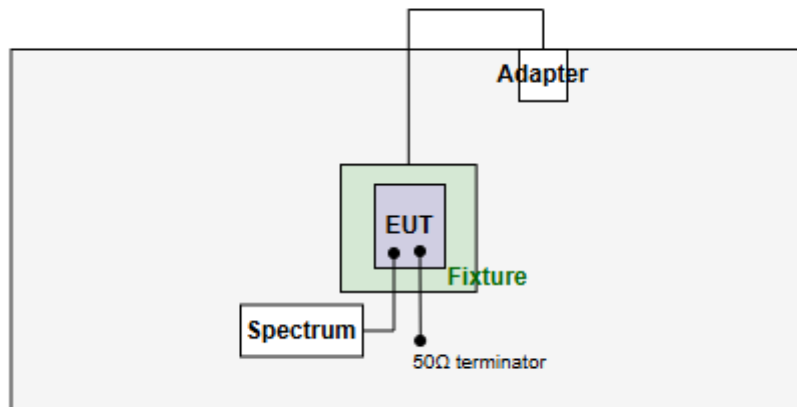 Adapter
EUT
Fixture
Spectrum
50Ω terminator